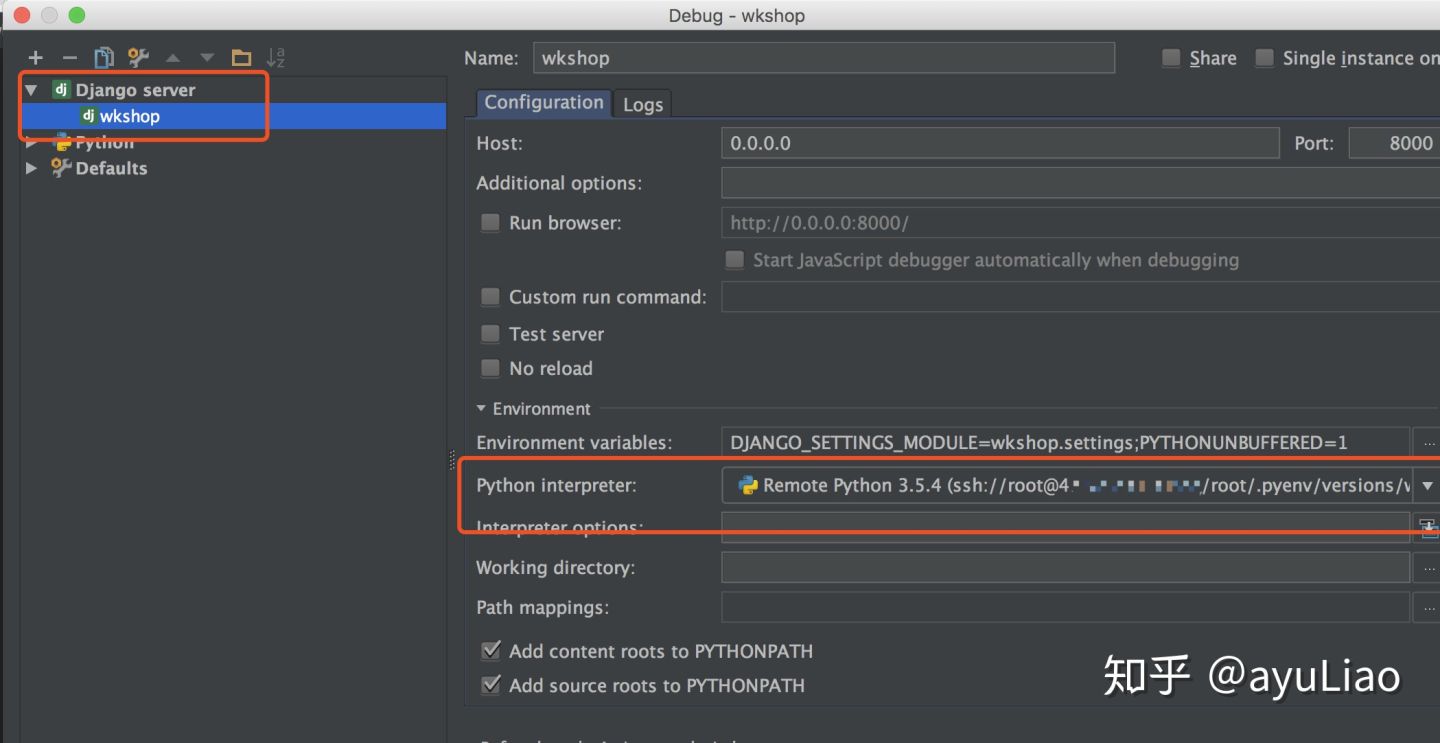 Debug - wkshop
Name: wkshop Share Single instance on
Django server
wkshop
Python
Defaults
Configuration Logs
Host: 0.0.0.0 Port: 8000
Additional options:
Run browser: http://0.0.0.0:8000/
Start JavaScript debugger automatically when debugging
Custom run command:
Test server
No reload
Environment
Environment variables: DJANGO_SETTINGS_MODULE=wkshop.settings;PYTHONUNBUFFERED=1 ...
Python interpreter: Remote Python 3.5.4 (ssh://root@4 /root/.pyenv/versions/
Interpreter options:
Working directory: ...
Path mappings: ...
Add content roots to PYTHONPATH
Add source roots to PYTHONPATH
知乎 @ayuLiao